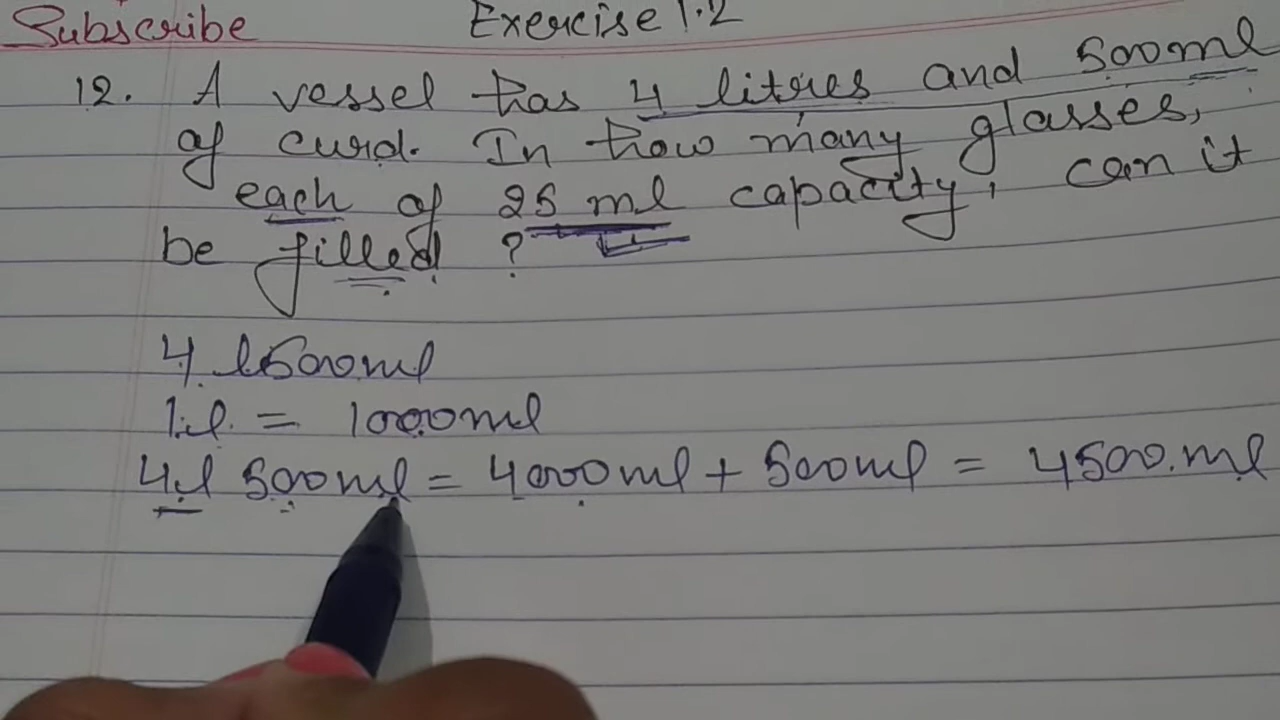 Subscribe Exercise 1.2
12. A vessel has 4 litres and 500ml
of curd. In how many glasses,
each of 25 ml capacity, can it
be filled ?
4 l500ml
1.l. = 1000ml
4.l 500ml = 4000ml + 500ml = 4500.ml